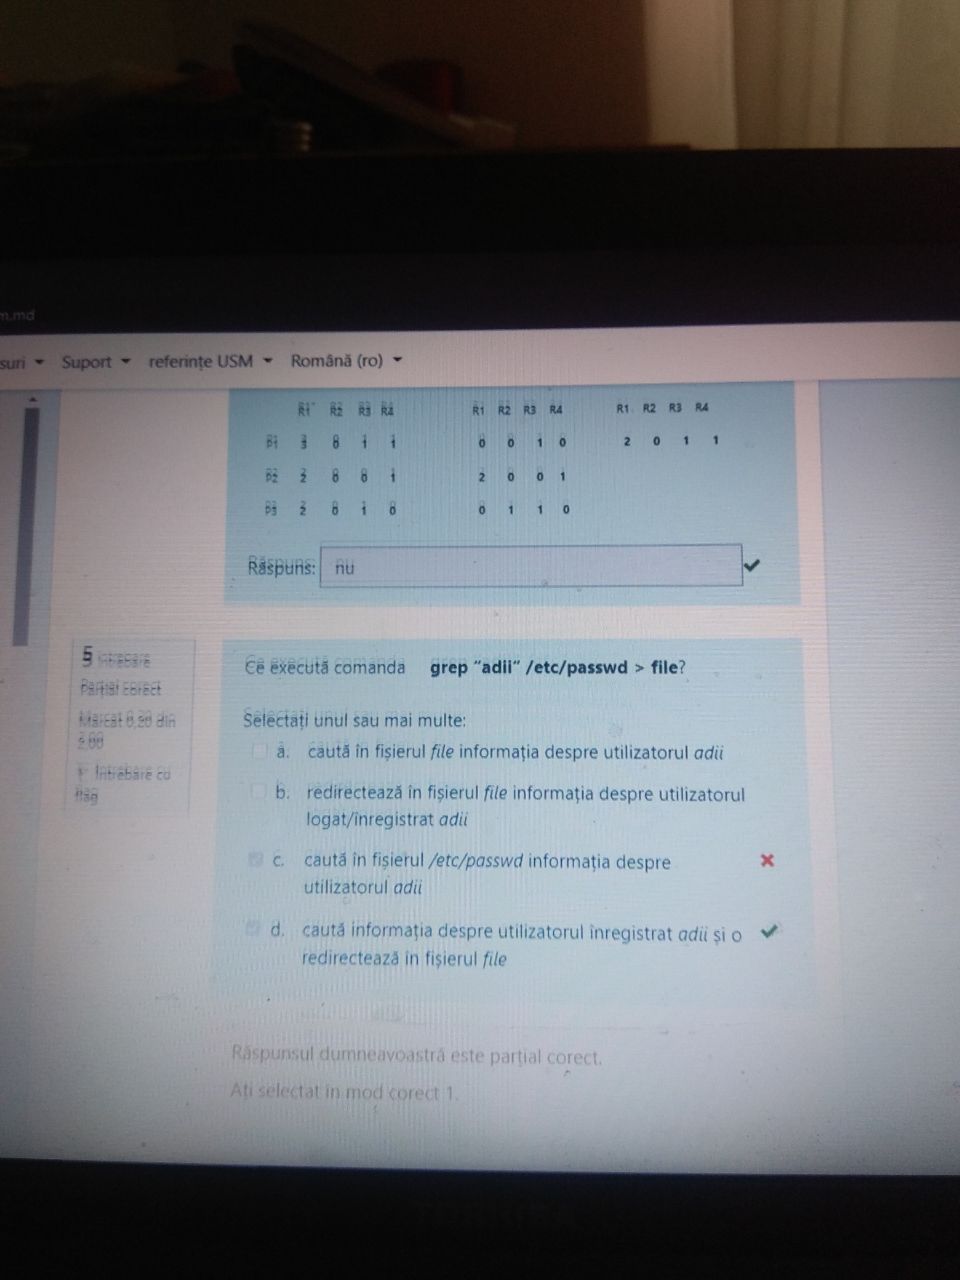 m.md
suri Suport referințe USM Română (ro)
R1 R2 R3 R4 R1 R2 R3 R4 R1 R2 R3 R4
P1 3 0 1 1 0 0 1 0 2 0 1 1
P2 2 0 0 1 2 0 0 1
P3 2 0 1 0 0 1 1 0
Răspuns: nu
Întrebare
Parțial corect
Marcat din
Întrebare cu
flag
Ce execută comanda grep “adii” /etc/passwd > file?
Selectați unul sau mai multe:
a. caută în fișierul file informația despre utilizatorul adii
b. redirectează în fișierul file informația despre utilizatorul
logat/înregistrat adii
c. caută în fișierul /etc/passwd informația despre
utilizatorul adii
d. caută informația despre utilizatorul înregistrat adii și o
redirectează în fișierul file
Răspunsul dumneavoastră este parțial corect.
Ați selectat în mod corect 1.